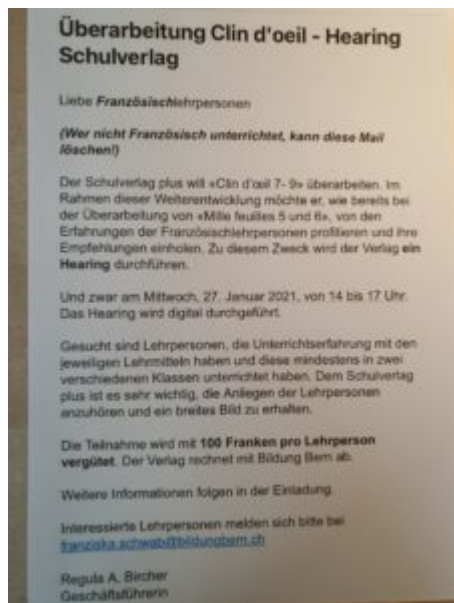 Überarbeitung Clin d'oeil - Hearing
Schulverlag
Liebe Französischlehrpersonen
(Wer nicht Französisch unterrichtet, kann diese Mail
löschen!)
Der Schulverlag plus will «Clin d'œil 7- 9» überarbeiten. Im
Rahmen dieser Weiterentwicklung möchte er, wie bereits bei
der Überarbeitung von «Mille feuilles 5 und 6», von den
Erfahrungen der Französischlehrpersonen profitieren und ihre
Empfehlungen einholen. Zu diesem Zweck wird der Verlag ein
Hearing durchführen.
Und zwar am Mittwoch, 27. Januar 2021, von 14 bis 17 Uhr.
Das Hearing wird digital durchgeführt.
Gesucht sind Lehrpersonen, die Unterrichtserfahrung mit den
jeweiligen Lehrmitteln haben und diese mindestens in zwei
verschiedenen Klassen unterrichtet haben. Dem Schulverlag
plus ist es sehr wichtig, die Anliegen der Lehrpersonen
anzuhören und ein breites Bild zu erhalten.
Die Teilnahme wird mit 100 Franken pro Lehrperson
vergütet. Der Verlag rechnet mit Bildung Bern ab.
Weitere Informationen folgen in der Einladung.
Interessierte Lehrpersonen melden sich bitte bei
franziska.schwab@bildungbern.ch
Regula A. Bircher
Geschäftsführerin